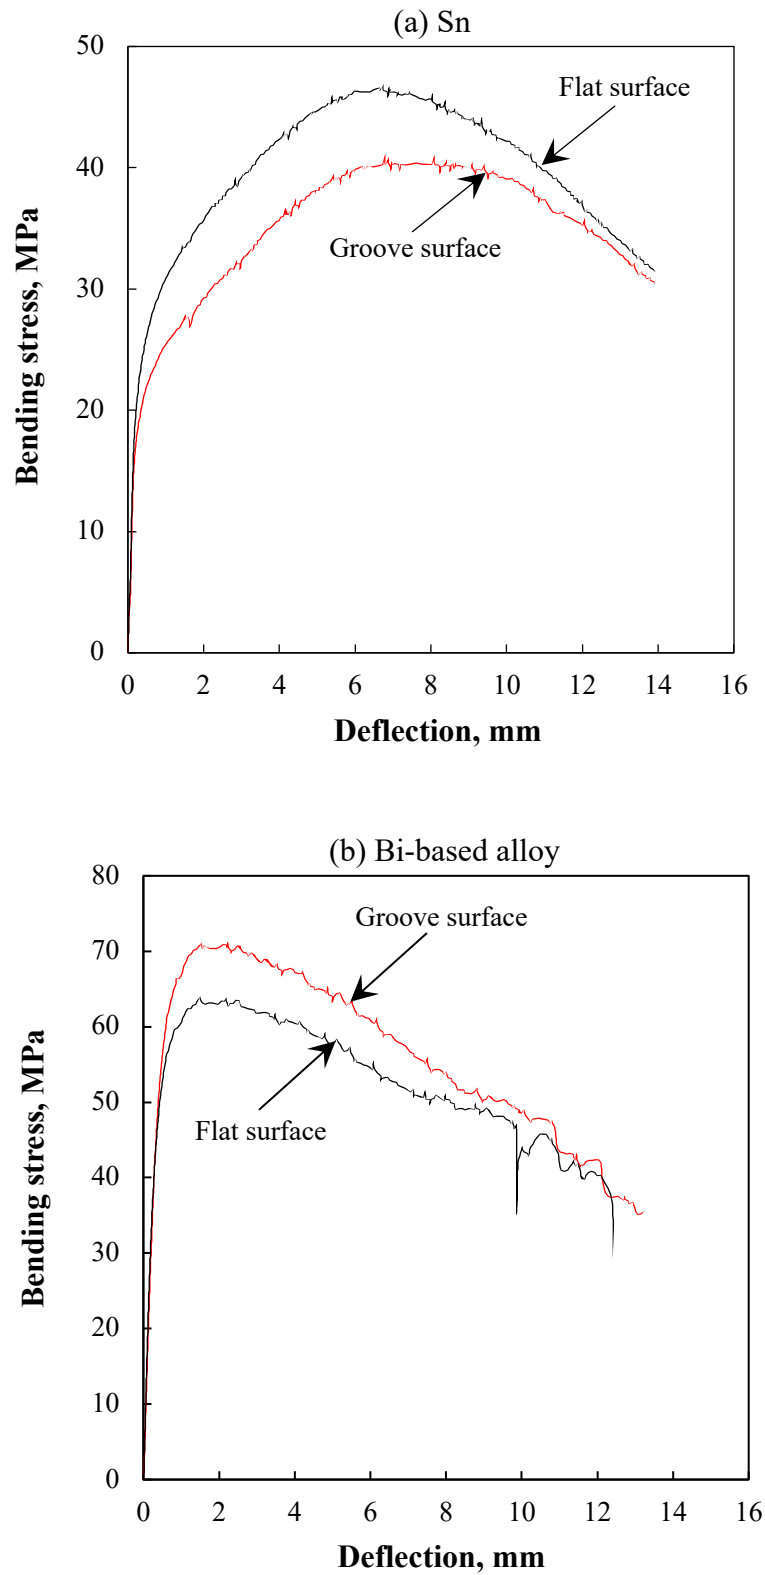 (a) Sn
50
40
30
20
10
0
Bending stress, MPa
Flat surface
Groove surface
0 2 4 6 8 10 12 14 16
Deflection, mm
(b) Bi-based alloy
80
70
60
50
40
30
20
10
0
Bending stress, MPa
Groove surface
Flat surface
0 2 4 6 8 10 12 14 16
Deflection, mm